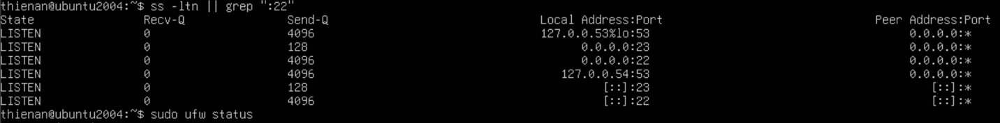 thienan@ubuntu2004:~$ ss -ltn || grep ":22"
State Recv-Q Send-Q Local Address:Port Peer Address:Port
LISTEN 0 4096 127.0.0.53%lo:53 0.0.0.0:*
LISTEN 0 128 0.0.0.0:23 0.0.0.0:*
LISTEN 0 4096 0.0.0.0:22 0.0.0.0:*
LISTEN 0 4096 127.0.0.54:53 0.0.0.0:*
LISTEN 0 128 [::]:23 [::]:*
LISTEN 0 4096 [::]:22 [::]:*
thienan@ubuntu2004:~$ sudo ufw status